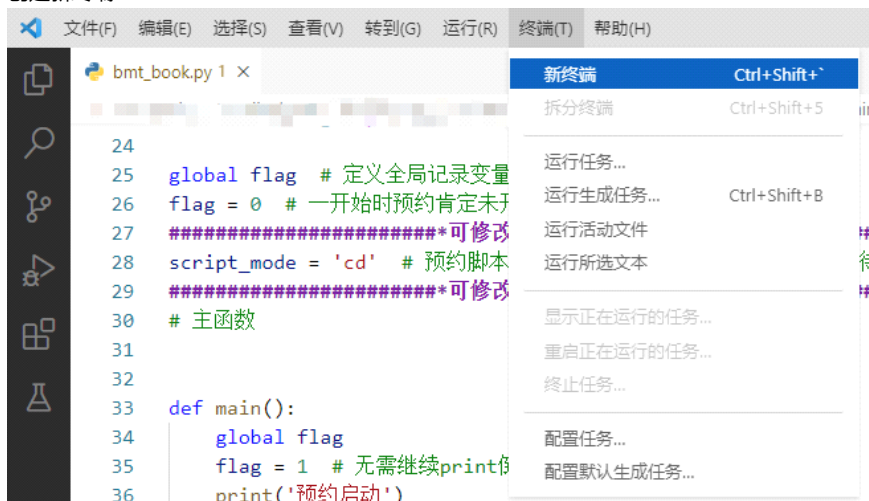 文件(F) 编辑(E) 选择(S) 查看(V) 转到(G) 运行(R) 终端(T) 帮助(H)
bmt_book.py 1 ×
新终端 Ctrl+Shift+`
拆分终端 Ctrl+Shift+5
运行任务...
运行生成任务... Ctrl+Shift+B
运行活动文件
运行所选文本
显示正在运行的任务...
重启正在运行的任务...
终止任务...
配置任务...
配置默认生成任务...
24
25 global flag # 定义全局记录变量
26 flag = 0 # 一开始时预约肯定未开
27 ######################*可修改
28 script_mode = 'cd' # 预约脚本
29 ######################*可修改
30 # 主函数
31
32
33 def main():
34 global flag
35 flag = 1 # 无需继续print倒
36 print('预约启动')